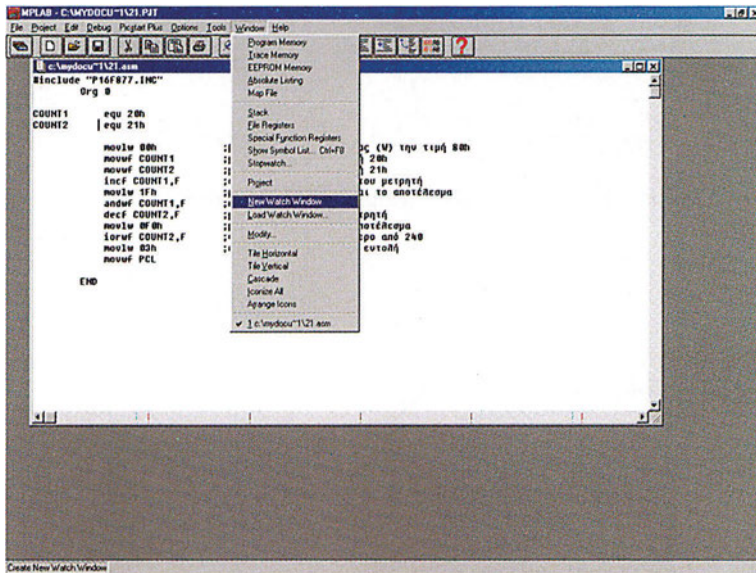 MPLAB - C:\MYDOCU~1\21.PJT
File Project Edit Debug Picstart Plus Options Tools Window Help
c:\mydocu~1\21.asm
#include "P16F877.INC"
Org 0
COUNT1 equ 20h
COUNT2 equ 21h
movlw 80h ς (W) την τιμή 80h
movwf COUNT1 20h
movwf COUNT2 21h
incf COUNT1,F του μετρητή
movlw 1Fh ι το αποτέλεσμα
andwf COUNT1,F
decf COUNT2,F
movlw 0F0h
iorwf COUNT2,F ερο από 240
movlw 03h εντολή
movwf PCL
END
Program Memory
Trace Memory
EEPROM Memory
Absolute Listing
Map File
Stack
File Registers
Special Function Registers
Show Symbol List... Ctrl+F8
Stopwatch...
Project
New Watch Window
Load Watch Window...
Modify...
Tile Horizontal
Tile Vertical
Cascade
Iconize All
Arrange Icons
✔ 1 c:\mydocu~1\21.asm
Create New Watch Window